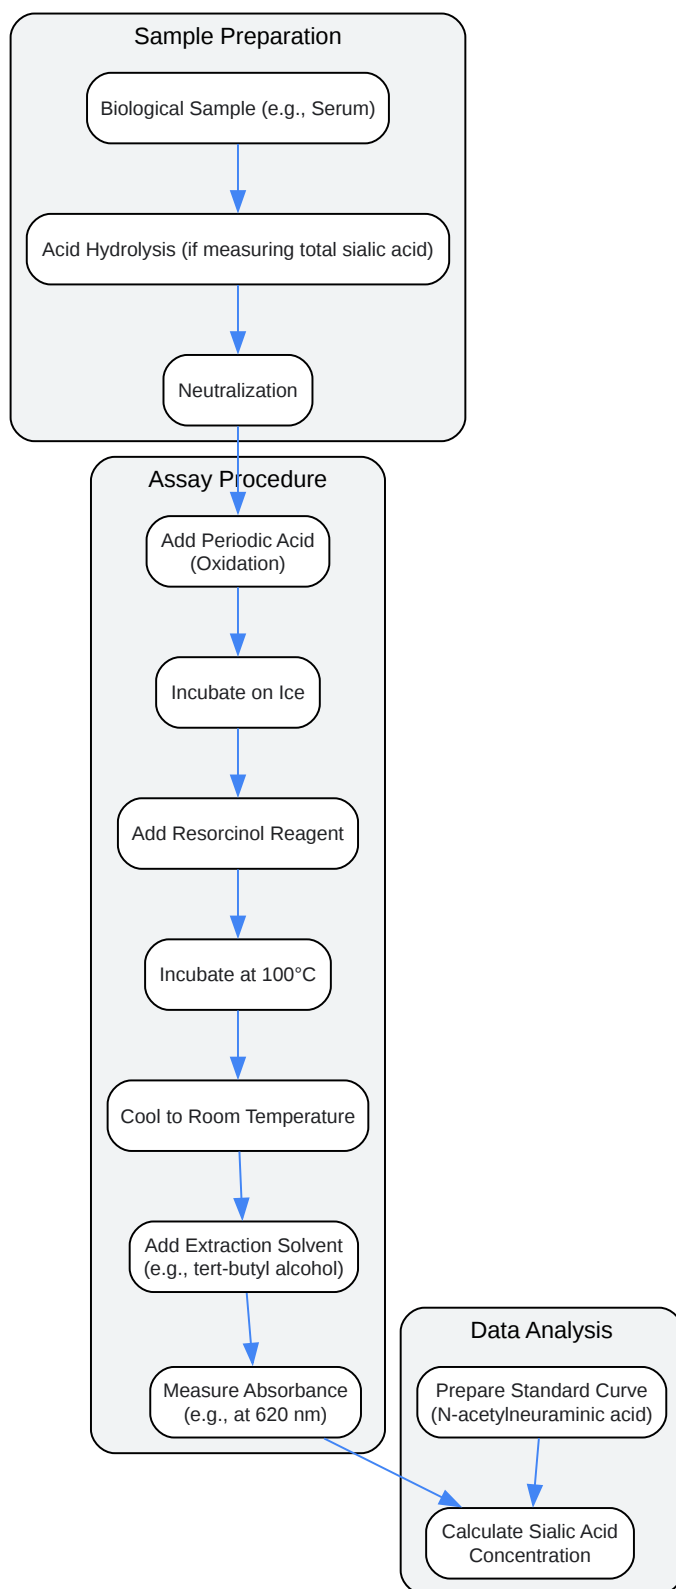 Sample Preparation
Biological Sample (e.g., Serum)
Acid Hydrolysis (if measuring total sialic acid)
Neutralization
Assay Procedure
Add Periodic Acid
(Oxidation)
Incubate on Ice
Add Resorcinol Reagent
Incubate at 100°C
Cool to Room Temperature
Add Extraction Solvent
(e.g., tert-butyl alcohol)
Measure Absorbance
(e.g., at 620 nm)
Data Analysis
Prepare Standard Curve
(N-acetylneuraminic acid)
Calculate Sialic Acid
Concentration